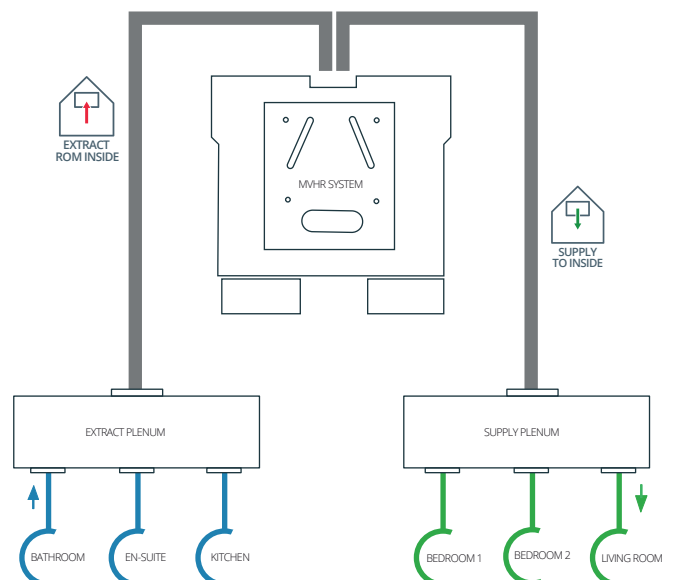 EXTRACT
ROM INSIDE
MVHR SYSTEM
SUPPLY
TO INSIDE
EXTRACT PLENUM
SUPPLY PLENUM
BATHROOM
EN-SUITE
KITCHEN
BEDROOM 1
BEDROOM 2
LIVING ROOM